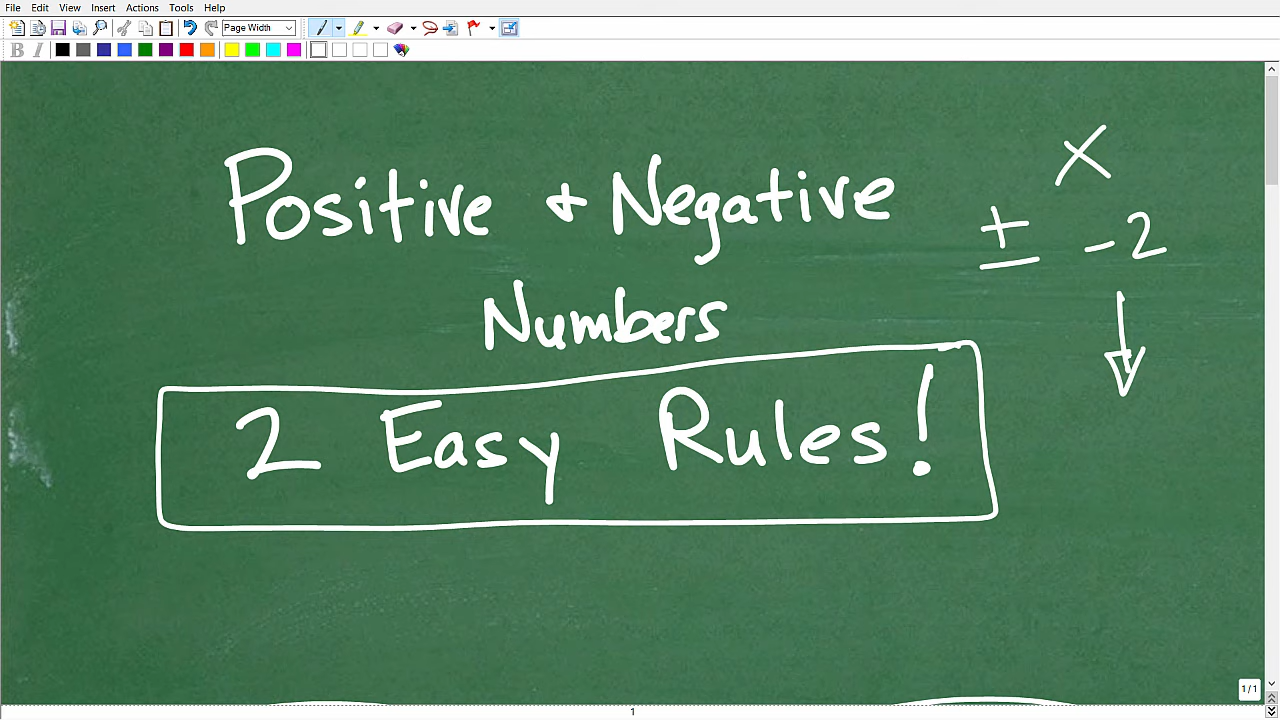 File Edit View Insert Actions Tools Help
Page Width
B I
Positive + Negative
Numbers
2 Easy Rules!
x
± -2
1/1
1